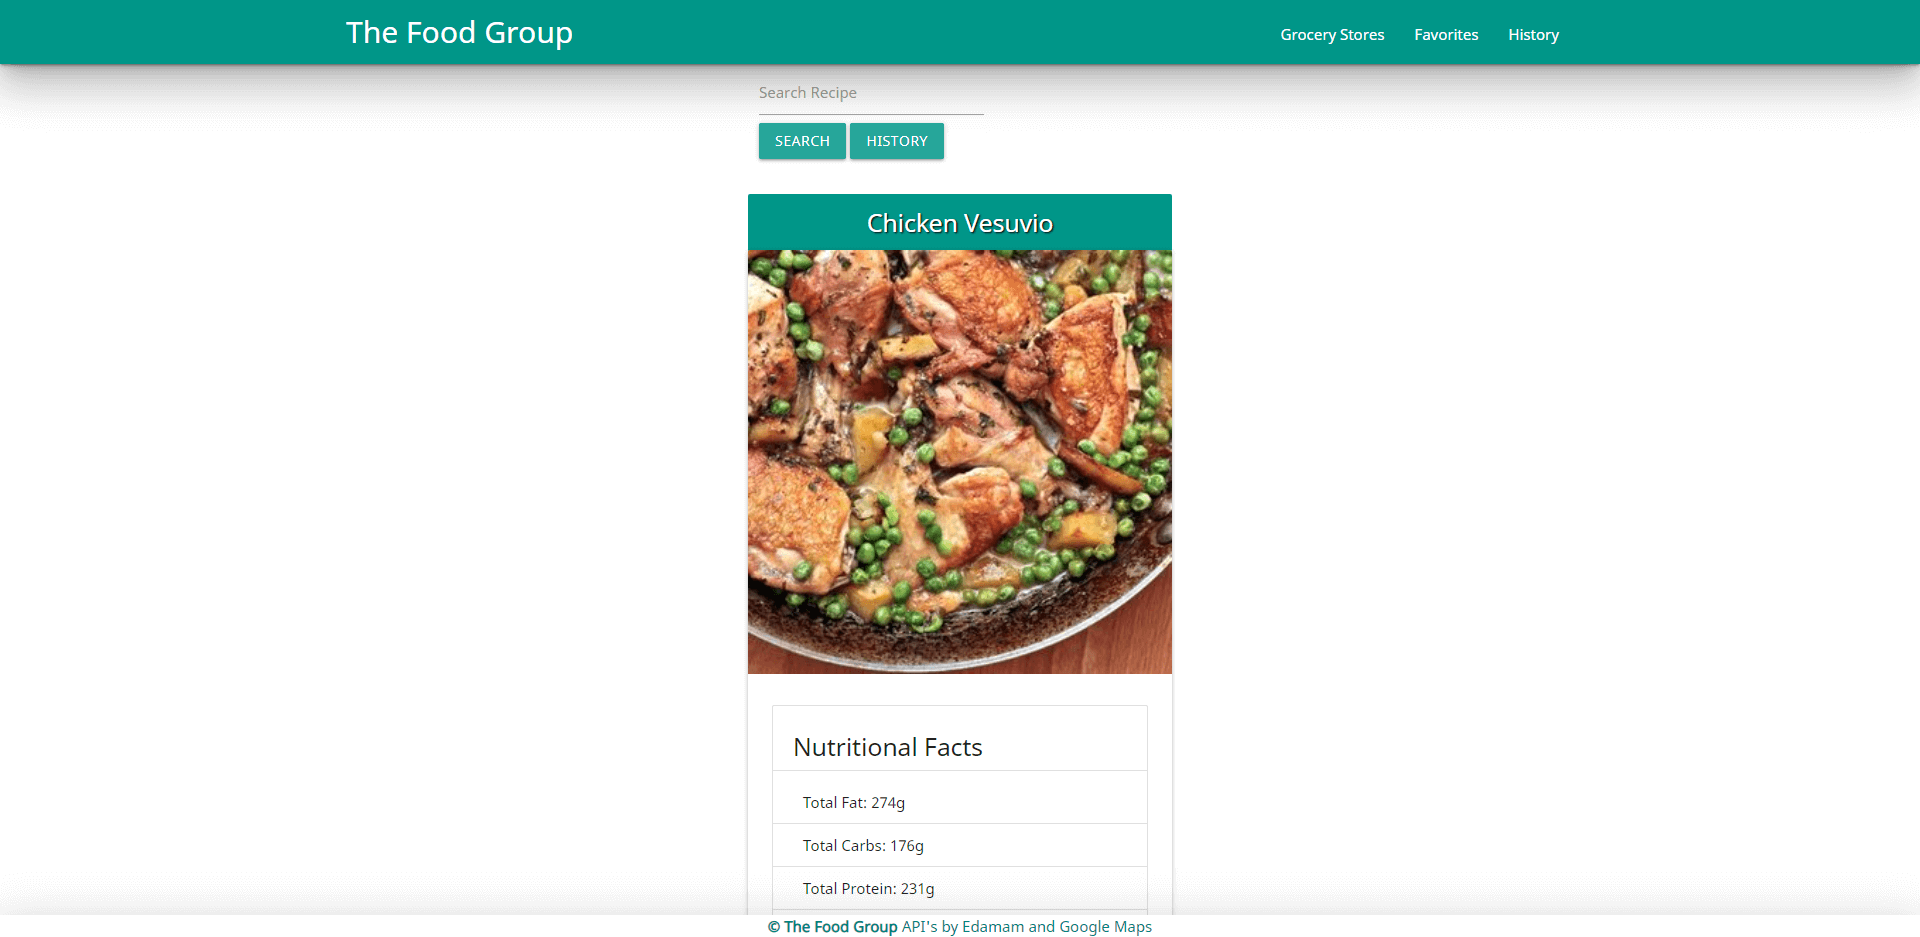 The Food Group
Grocery Stores Favorites History
Search Recipe
SEARCH HISTORY
Chicken Vesuvio
Nutritional Facts
Total Fat: 274g
Total Carbs: 176g
Total Protein: 231g
© The Food Group API's by Edamam and Google Maps